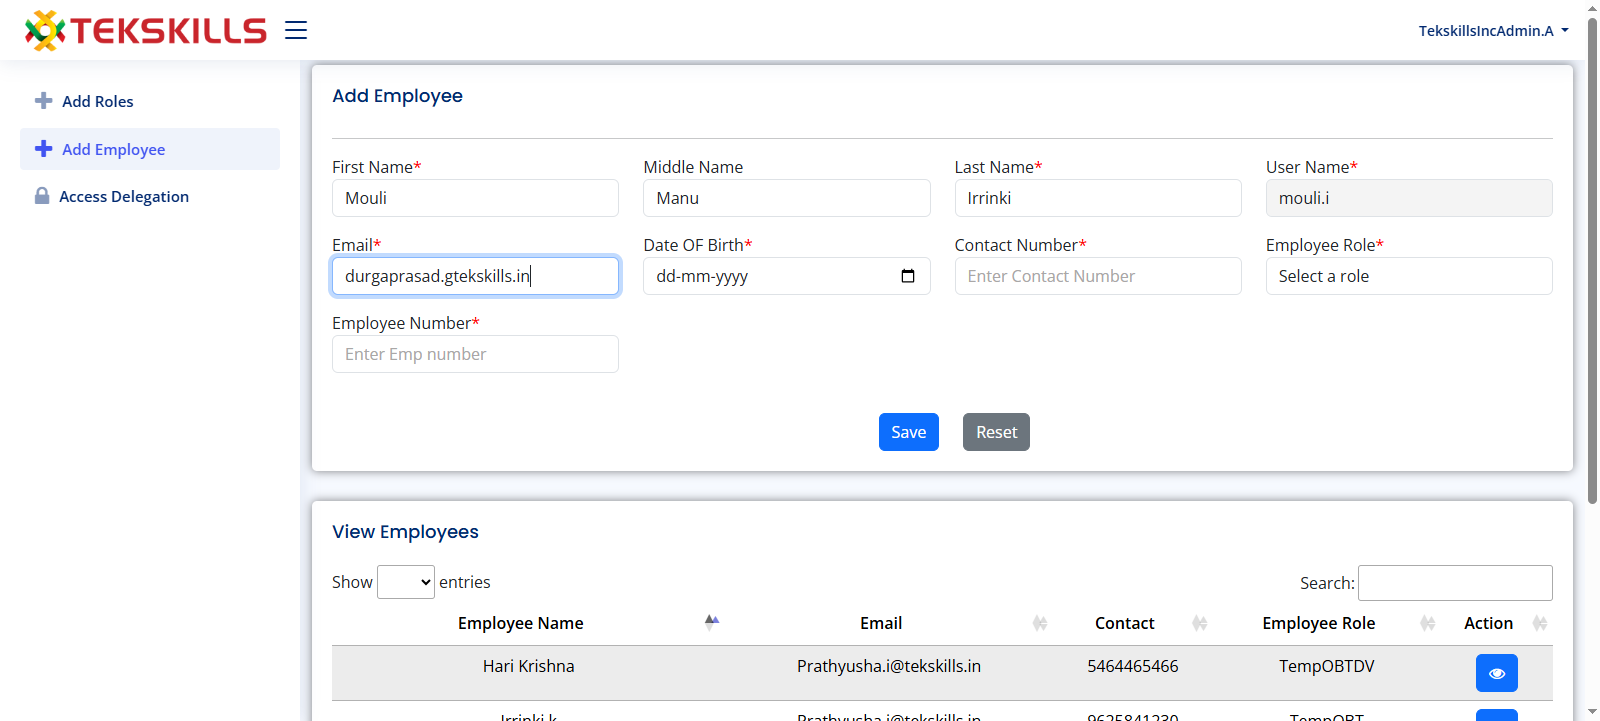 TEKSKILLS
TekskillsIncAdmin.A
Add Roles
Add Employee
Access Delegation
Add Employee
First Name* Middle Name Last Name* User Name*
Mouli Manu Irrinki mouli.i
Email* Date OF Birth* Contact Number* Employee Role*
durgaprasad.gtekskills.in dd-mm-yyyy Enter Contact Number Select a role
Employee Number*
Enter Emp number
Save Reset
View Employees
Show entries Search:
Employee Name Email Contact Employee Role Action
Hari Krishna Prathyusha.i@tekskills.in 5464465466 TempOBTDV
Irrinki k Prathyusha.i@tekskills.in 9625841230 TempOBT